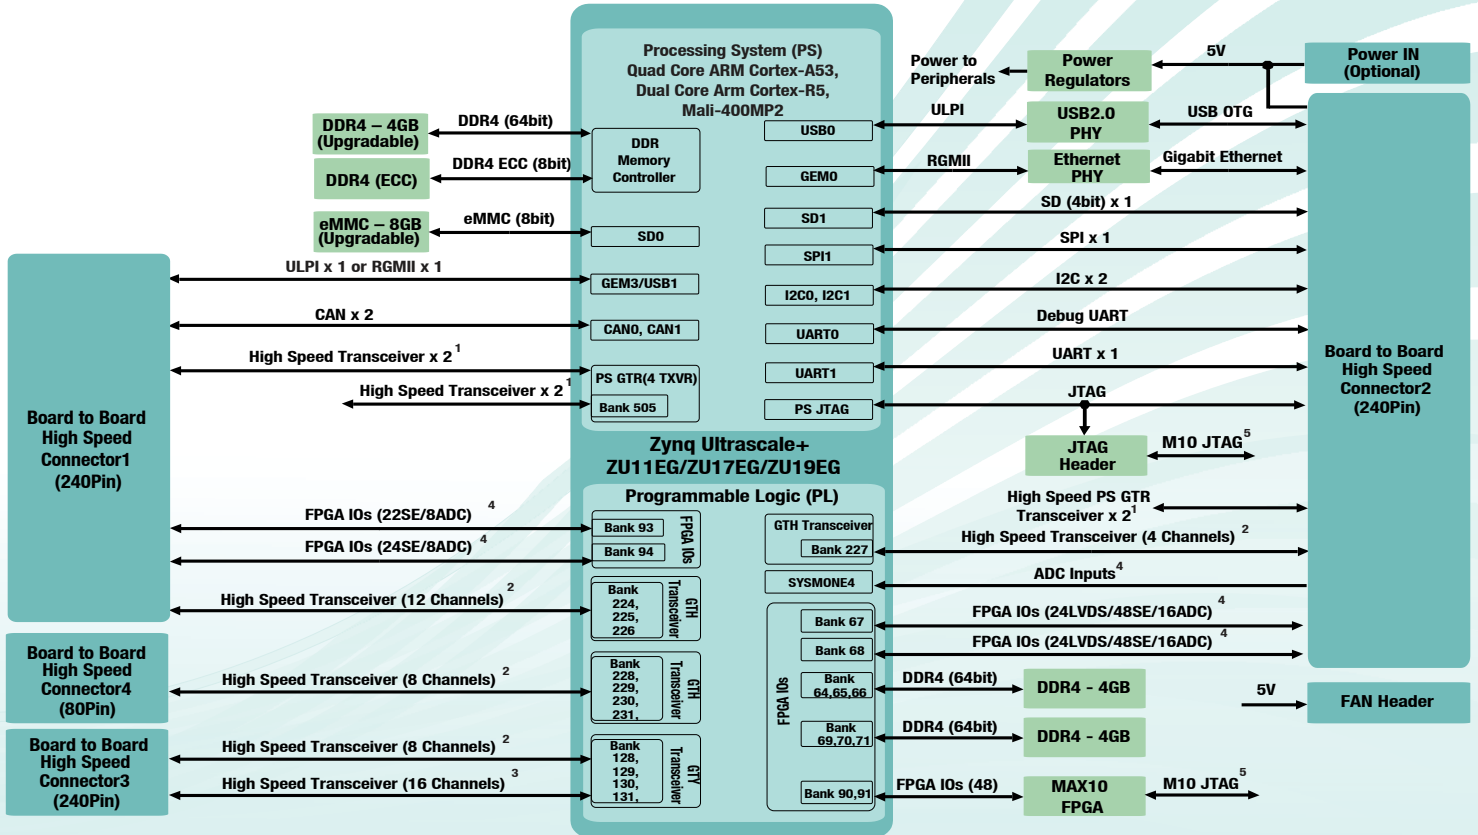 Processing System (PS)
Quad Core ARM Cortex-A53,
Dual Core Arm Cortex-R5,
Mali-400MP2
DDR4 – 4GB
(Upgradable)
DDR4 (64bit)
DDR4 (ECC)
DDR4 ECC (8bit)
DDR
Memory
Controller
eMMC – 8GB
(Upgradable)
eMMC (8bit)
SD0
ULPI x 1 or RGMII x 1
GEM3/USB1
CAN x 2
CAN0, CAN1
High Speed Transceiver x 2 1
PS GTR(4 TXVR)
High Speed Transceiver x 2 1
Bank 505
Board to Board
High Speed
Connector1
(240Pin)
USB0
GEM0
SD1
SPI1
I2C0, I2C1
UART0
UART1
PS JTAG
Power to
Peripherals
Power
Regulators
5V
Power IN
(Optional)
ULPI
USB2.0
PHY
USB OTG
RGMII
Ethernet
PHY
Gigabit Ethernet
SD (4bit) x 1
SPI x 1
I2C x 2
Debug UART
UART x 1
JTAG
JTAG
Header
M10 JTAG5
Board to Board
High Speed
Connector2
(240Pin)
Zynq Ultrascale+
ZU11EG/ZU17EG/ZU19EG
Programmable Logic (PL)
FPGA IOs (22SE/8ADC) 4
Bank 93
FPGA IOs (24SE/8ADC) 4
Bank 94
FPGA IOs
High Speed Transceiver (12 Channels) 2
Bank
224,
225,
226
GTH
Transceiver
Board to Board
High Speed
Connector4
(80Pin)
High Speed Transceiver (8 Channels) 2
Bank
228,
229,
230,
231,
GTH
Transceiver
Board to Board
High Speed
Connector3
(240Pin)
High Speed Transceiver (8 Channels) 2
High Speed Transceiver (16 Channels) 3
Bank
128,
129,
130,
131,
GTY
Transceiver
High Speed PS GTR
Transceiver x 21
GTH Transceiver
Bank 227
High Speed Transceiver (4 Channels) 2
SYSMONE4
ADC Inputs4
FPGA IOs
Bank 67
FPGA IOs (24LVDS/48SE/16ADC) 4
Bank 68
FPGA IOs (24LVDS/48SE/16ADC) 4
Bank
64,65,66
DDR4 (64bit)
DDR4 - 4GB
5V
FAN Header
Bank
69,70,71
DDR4 (64bit)
DDR4 - 4GB
Bank 90,91
FPGA IOs (48)
MAX10
FPGA
M10 JTAG5